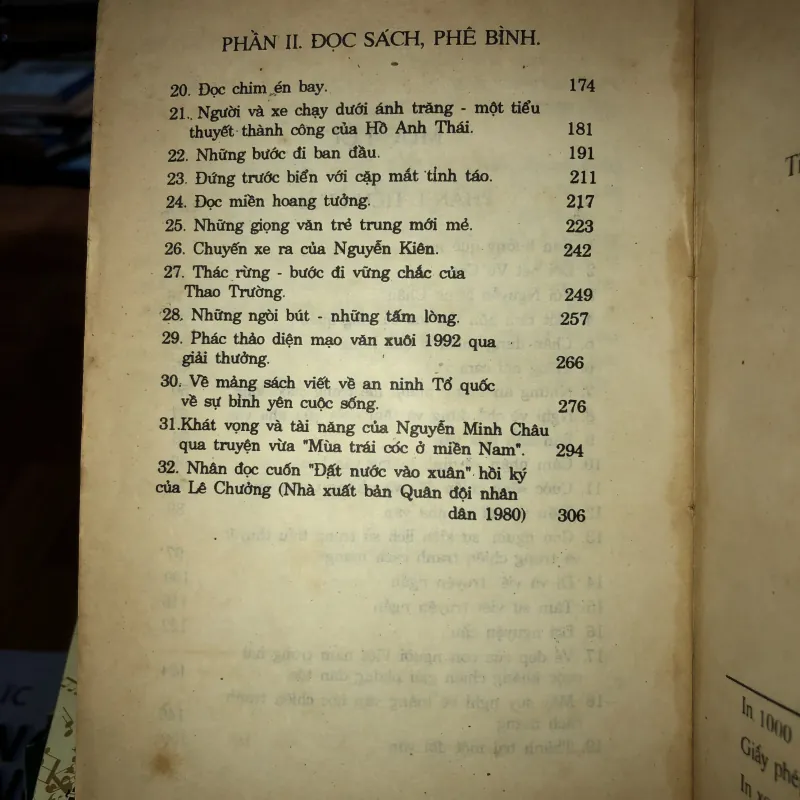 PHẦN II. ĐỌC SÁCH, PHÊ BÌNH.
20. Đọc chim én bay. 174
21. Người và xe chạy dưới ánh trăng - một tiểu
thuyết thành công của Hồ Anh Thái. 181
22. Những bước đi ban đầu. 191
23. Đứng trước biển với cặp mắt tỉnh táo. 211
24. Đọc miền hoang tưởng. 217
25. Những giọng văn trẻ trung mới mẻ. 223
26. Chuyến xe ra của Nguyễn Kiên. 242
27. Thác rừng - bước đi vững chắc của
Thao Trường. 249
28. Những ngòi bút - những tấm lòng. 257
29. Phác thảo diện mạo văn xuôi 1992 qua
giải thưởng. 266
30. Về mảng sách viết về an ninh Tổ quốc
về sự bình yên cuộc sống. 276
31.Khát vọng và tài năng của Nguyễn Minh Châu
qua truyện vừa "Mùa trái cóc ở miền Nam". 294
32. Nhân đọc cuốn "Đất nước vào xuân" hồi ký
của Lê Chưởng (Nhà xuất bản Quân đội nhân
dân 1980) 306
In 1000
Giấy phé
In